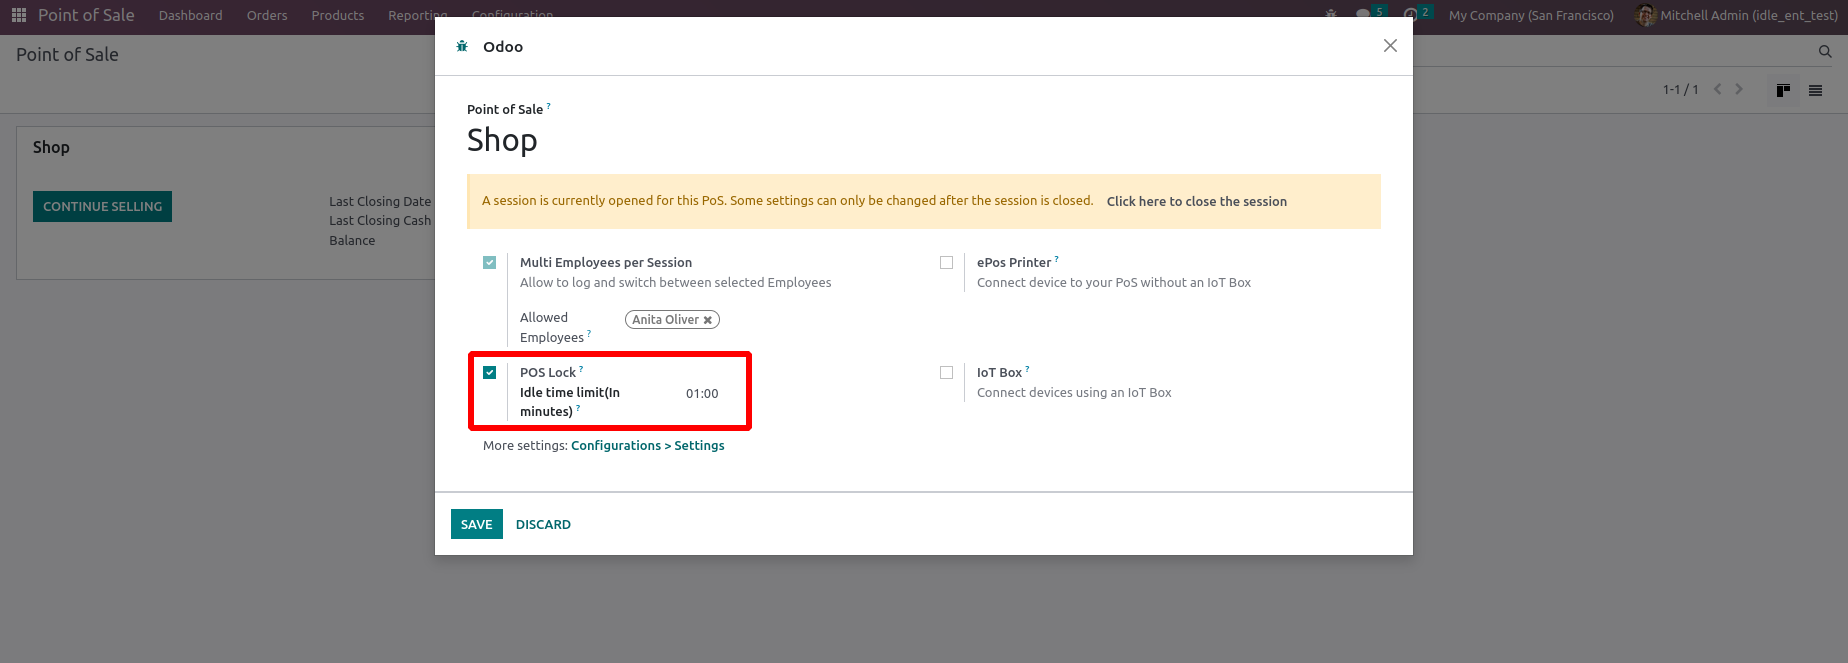 Point of Sale Dashboard Orders Products Reporting Configuration 5 2 My Company (San Francisco) Mitchell Admin (idle_ent_test)
Point of Sale
1-1 / 1
Shop
CONTINUE SELLING
Last Closing Date
Last Closing Cash
Balance
Odoo
Point of Sale ?
Shop
A session is currently opened for this PoS. Some settings can only be changed after the session is closed. Click here to close the session
Multi Employees per Session
Allow to log and switch between selected Employees
Allowed
Employees ?
Anita Oliver ✖
ePos Printer ?
Connect device to your PoS without an IoT Box
POS Lock ?
Idle time limit(In
minutes) ?
01:00
IoT Box ?
Connect devices using an IoT Box
More settings: Configurations > Settings
SAVE DISCARD